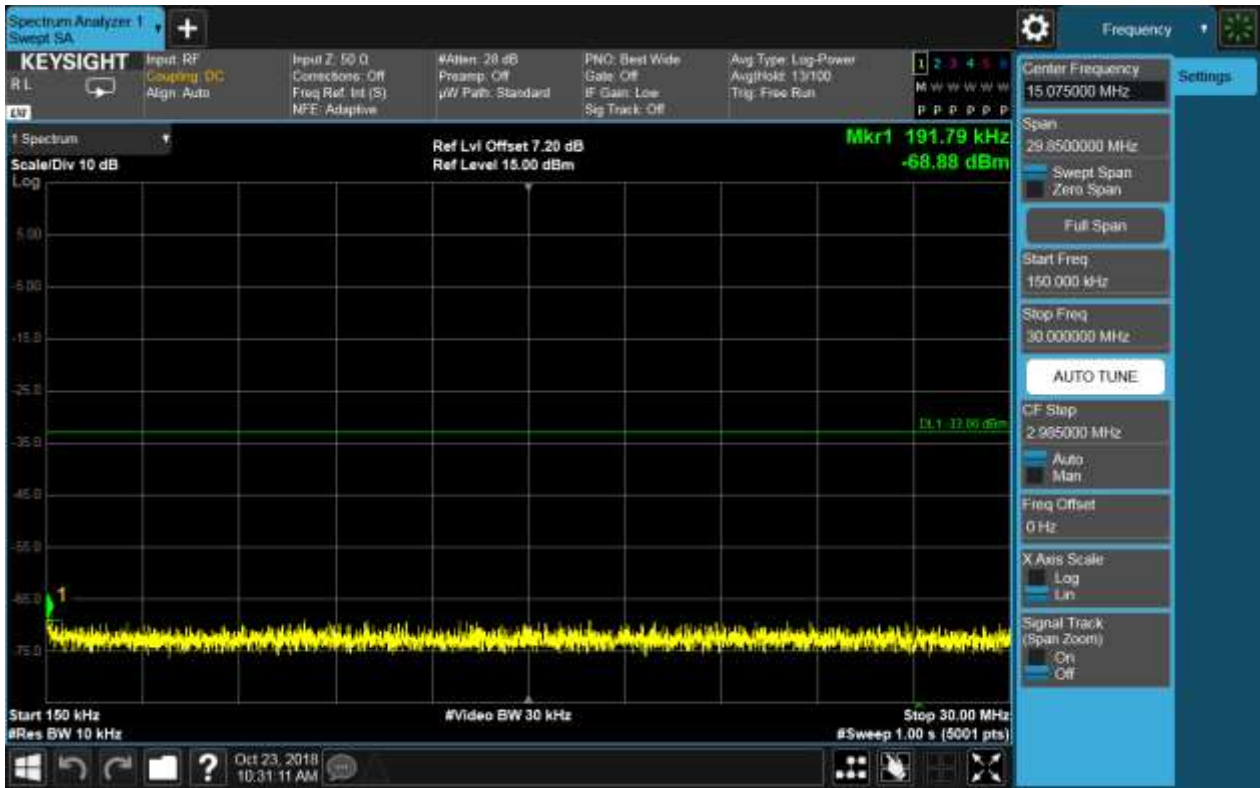 Spectrum Analyzer 1
Swept SA
+
Frequency
KEYSIGHT
R L
Input: RF
Coupling: DC
Align: Auto
Input Z: 50 Ω
Corrections: Off
Freq Ref: Int (S)
NFE: Adaptive
#Atten: 28 dB
Preamp: Off
µW Path: Standard
PNO: Best Wide
Gate: Off
IF Gain: Low
Sig Track: Off
Avg Type: Log-Power
Avg|Hold: 13/100
Trig: Free Run
1 2 3 4 5 6
M W W W W W
P P P P P P
1 Spectrum
Scale/Div 10 dB
Log
Ref Lvl Offset 7.20 dB
Ref Level 15.00 dBm
Mkr1 191.79 kHz
-68.88 dBm
5.00
-5.00
-15.0
-25.0
-35.0
-45.0
-55.0
-65.0
-75.0
DL1 -33.00 dBm
1
Start 150 kHz
#Res BW 10 kHz
#Video BW 30 kHz
Stop 30.00 MHz
#Sweep 1.00 s (5001 pts)
Oct 23, 2018
10:31:11 AM
?
Center Frequency
15.075000 MHz
Settings
Span
29.8500000 MHz
Swept Span
Zero Span
Full Span
Start Freq
150.000 kHz
Stop Freq
30.000000 MHz
AUTO TUNE
CF Step
2.985000 MHz
Auto
Man
Freq Offset
0 Hz
X Axis Scale
Log
Lin
Signal Track
(Span Zoom)
On
Off